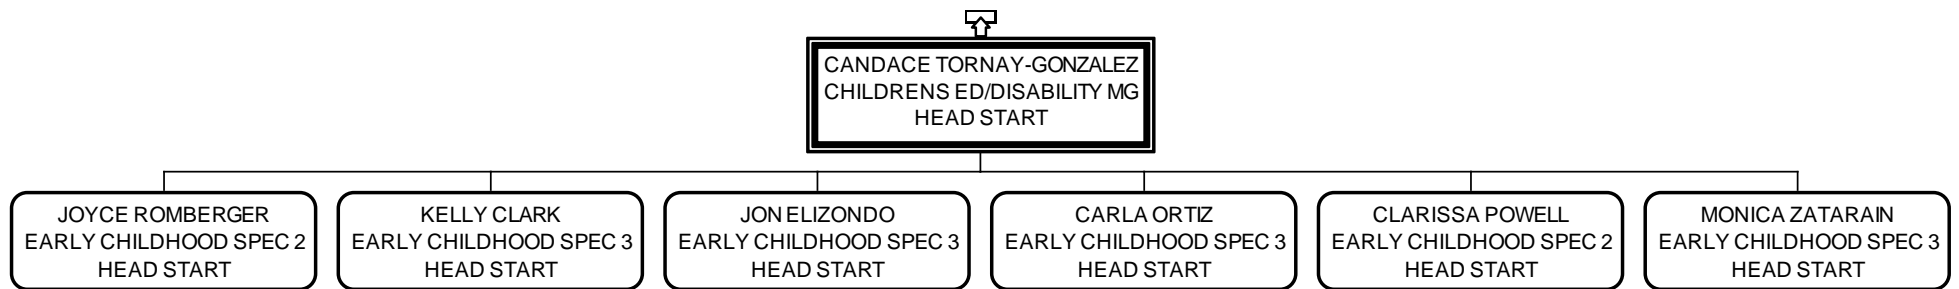 CANDACE TORNAY-GONZALEZ
CHILDRENS ED/DISABILITY MG
HEAD START
JOYCE ROMBERGER
EARLY CHILDHOOD SPEC 2
HEAD START
KELLY CLARK
EARLY CHILDHOOD SPEC 3
HEAD START
JON ELIZONDO
EARLY CHILDHOOD SPEC 3
HEAD START
CARLA ORTIZ
EARLY CHILDHOOD SPEC 3
HEAD START
CLARISSA POWELL
EARLY CHILDHOOD SPEC 2
HEAD START
MONICA ZATARAIN
EARLY CHILDHOOD SPEC 3
HEAD START